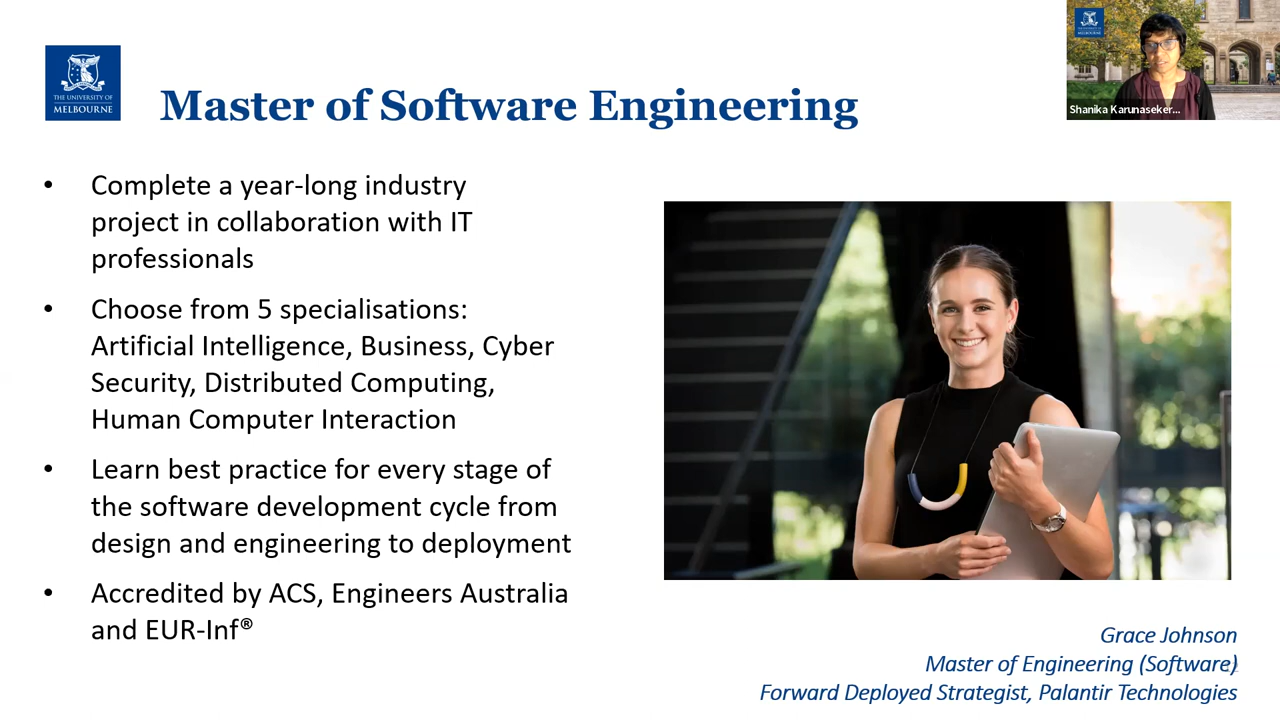 THE UNIVERSITY OF
MELBOURNE
Master of Software Engineering
Shanika Karunaseker...
• Complete a year-long industry
project in collaboration with IT
professionals
• Choose from 5 specialisations:
Artificial Intelligence, Business, Cyber
Security, Distributed Computing,
Human Computer Interaction
• Learn best practice for every stage of
the software development cycle from
design and engineering to deployment
• Accredited by ACS, Engineers Australia
and EUR-Inf®
Grace Johnson
Master of Engineering (Software)
Forward Deployed Strategist, Palantir Technologies